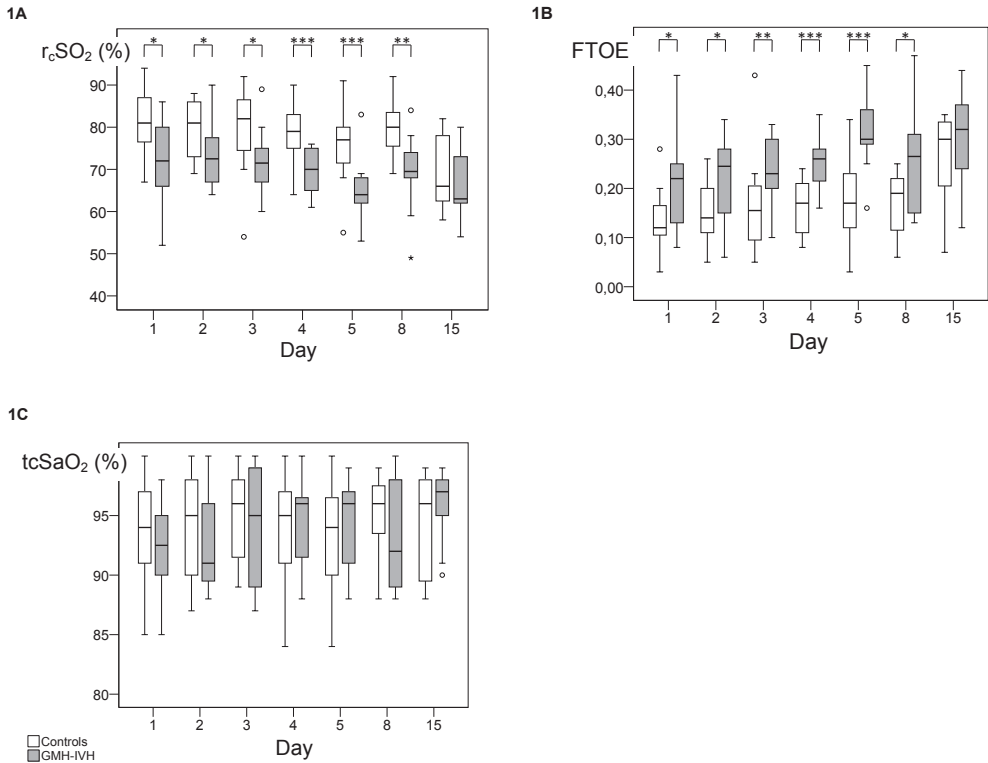 1A
r꜀SO₂ (%)
* * * *** *** **
90
80
70
60
50
40
*
1 2 3 4 5 8 15
Day
1B
FTOE
* * ** *** *** *
0,40
0,30
0,20
0,10
0,00
1 2 3 4 5 8 15
Day
1C
tcSaO₂ (%)
95
90
85
80
1 2 3 4 5 8 15
Day
Controls
GMH-IVH